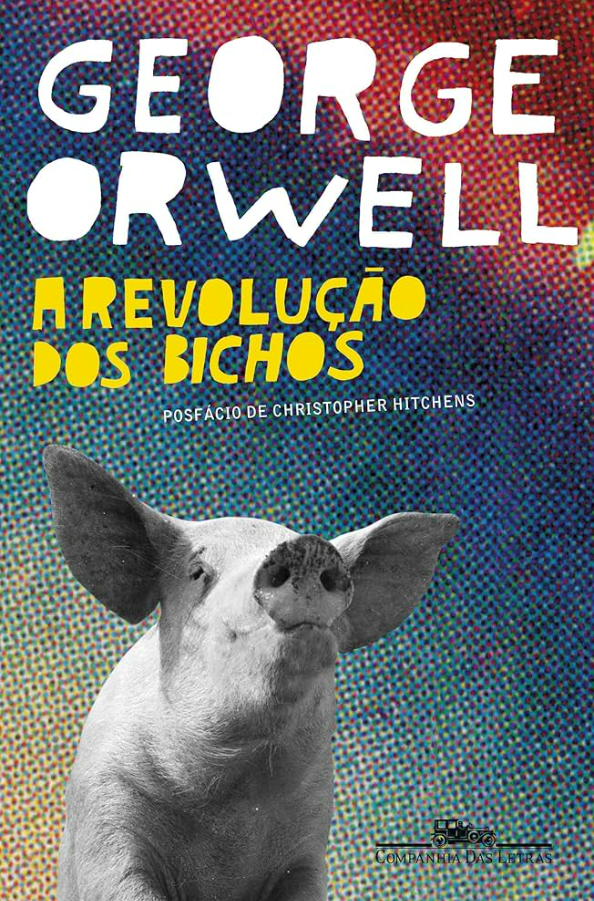 GEORGE
ORWELL
A REVOLUÇÃO
DOS BICHOS
POSFÁCIO DE CHRISTOPHER HITCHENS
COMPANHIA DAS LETRAS